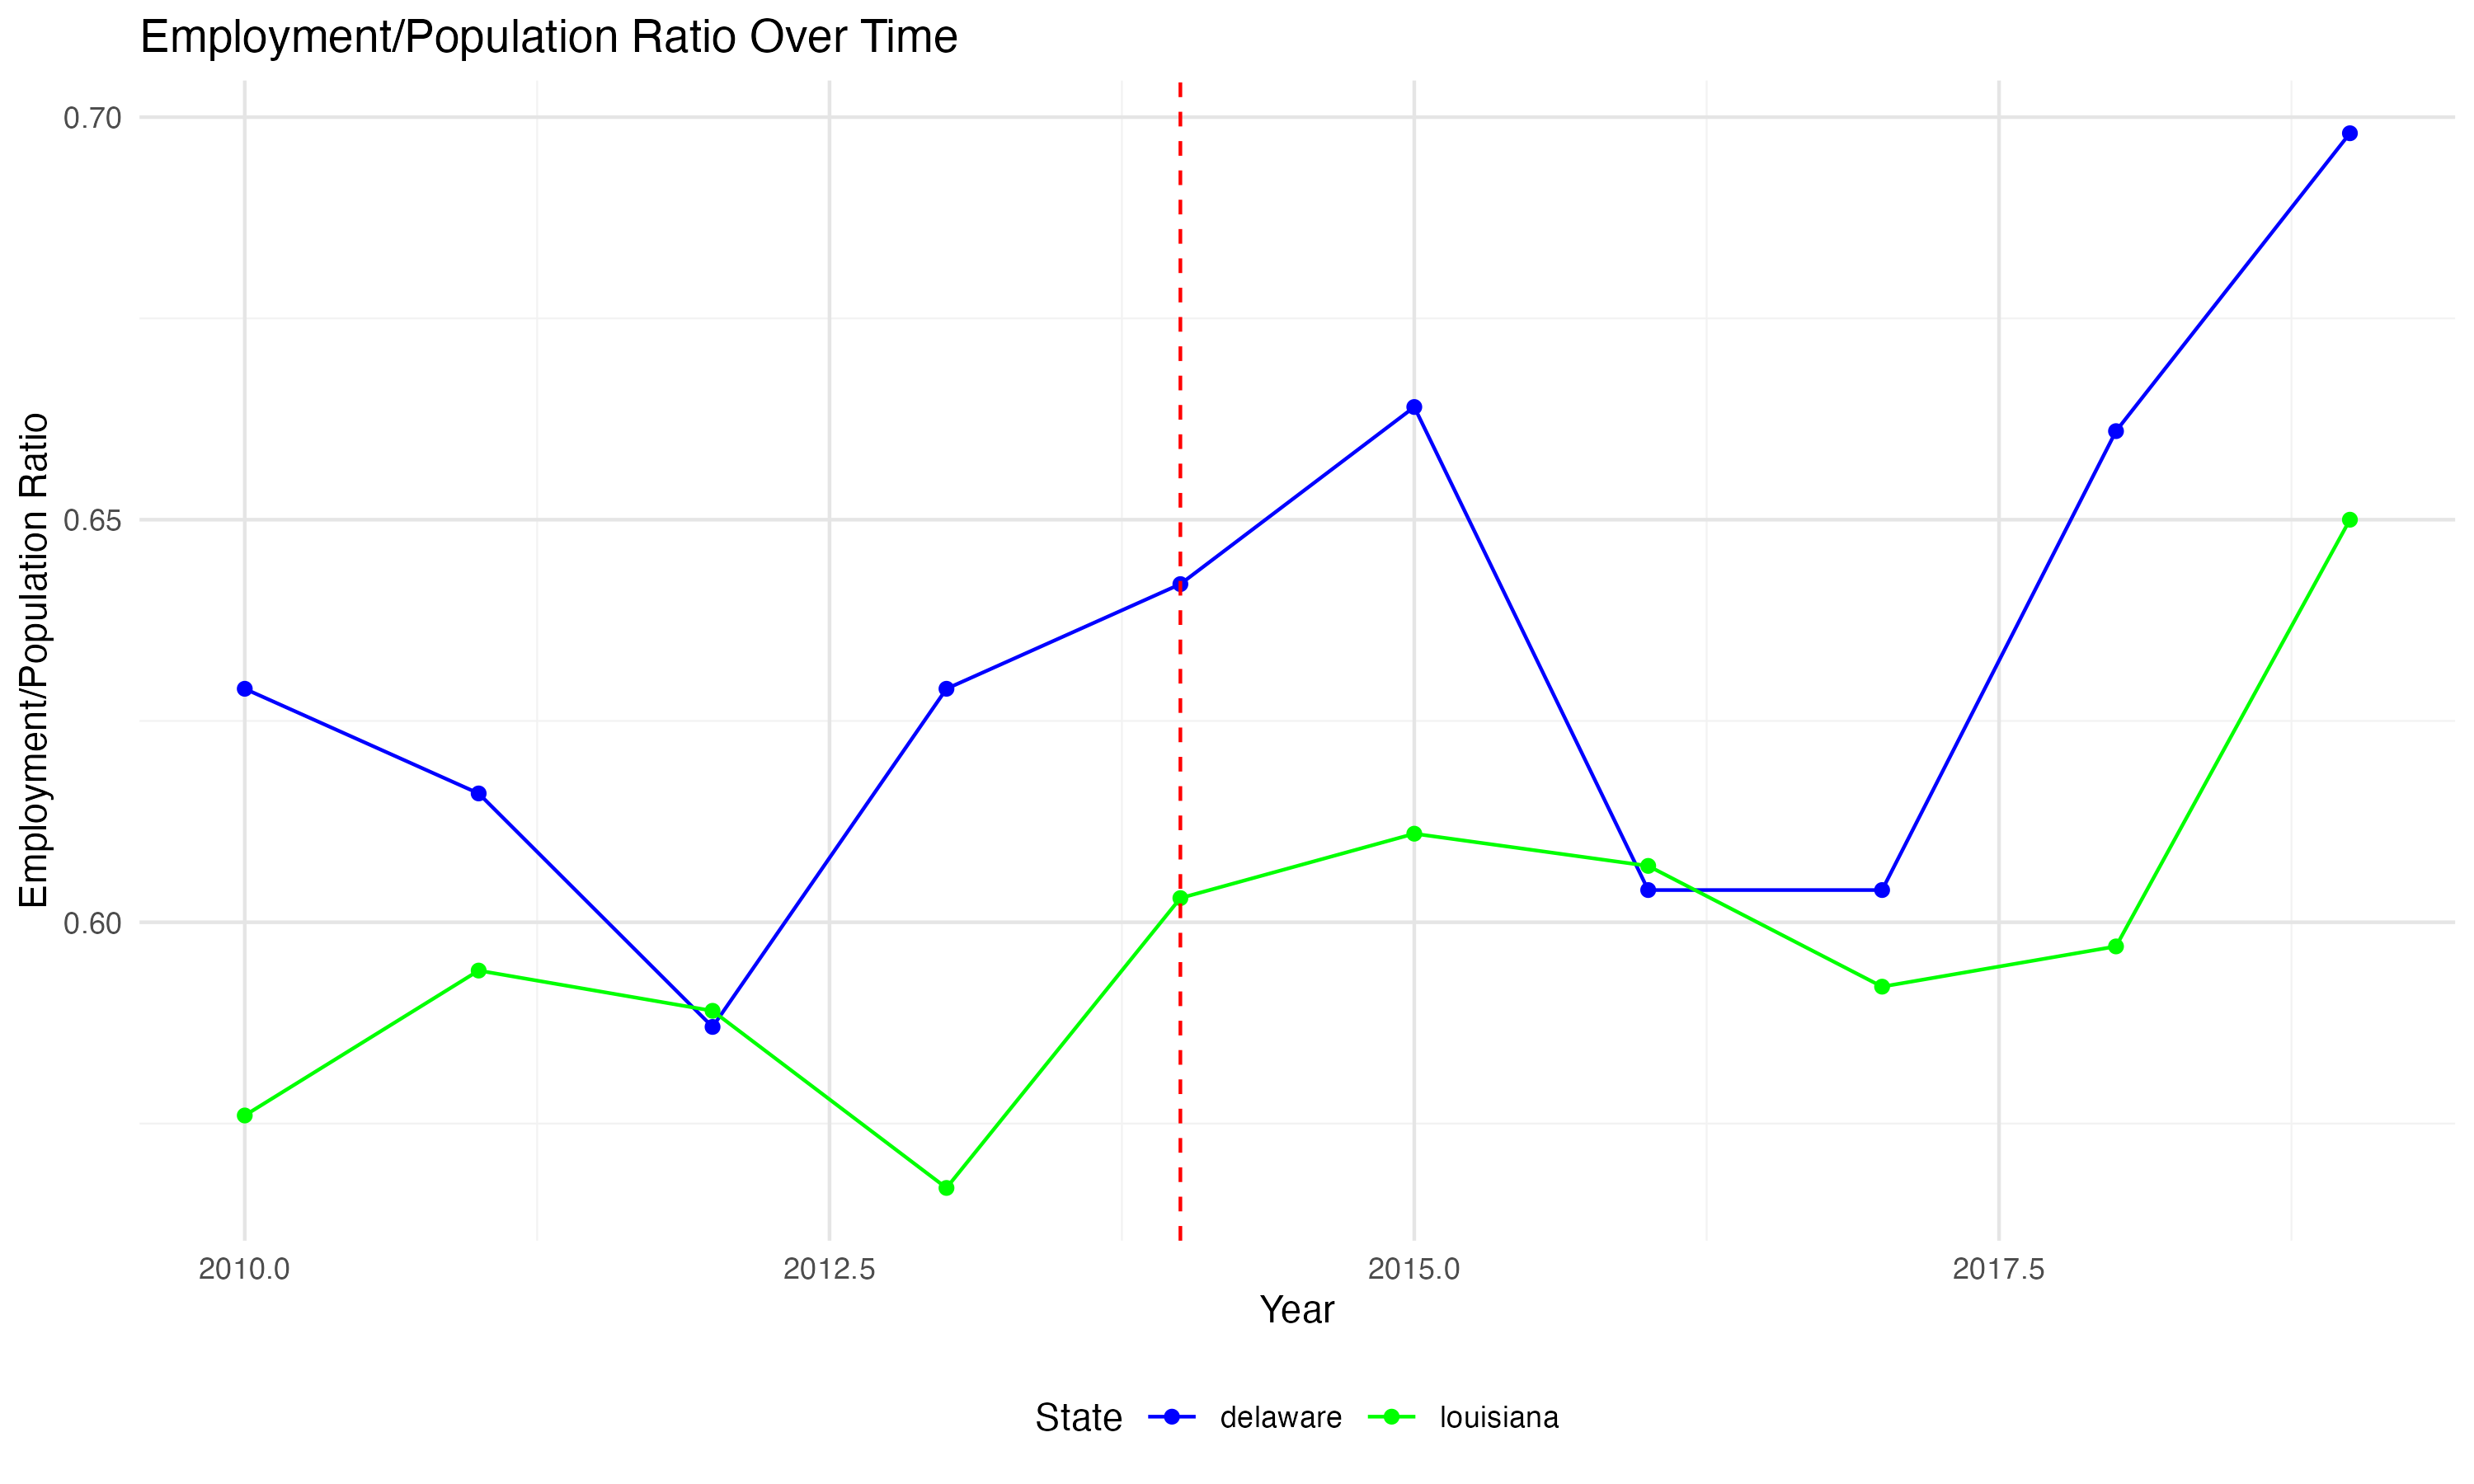 Employment/Population Ratio Over Time
Employment/Population Ratio
0.70
0.65
0.60
2010.0 2012.5 2015.0 2017.5
Year
State delaware louisiana